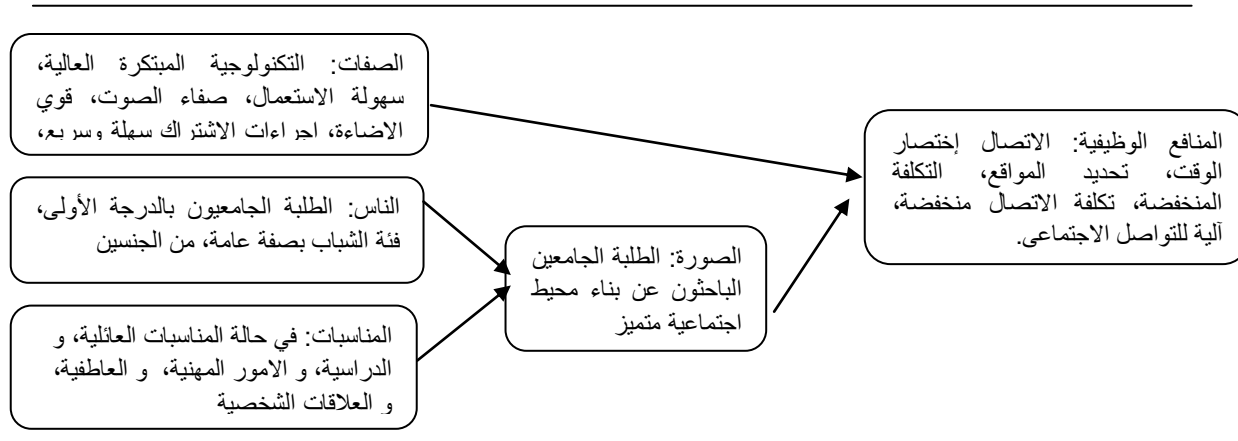 الصفات: التكنولوجية المبتكرة العالية،
سهولة الاستعمال، صفاء الصوت، قوي
الاضاءة، اجراءات الاشتراك سهلة وسريع،
الناس: الطلبة الجامعيون بالدرجة الأولى،
فئة الشباب بصفة عامة، من الجنسين
المناسبات: في حالة المناسبات العائلية، و
الدراسية، و الامور المهنية، و العاطفية،
و العلاقات الشخصية
الصورة: الطلبة الجامعين
الباحثون عن بناء محيط
اجتماعية متميز
المنافع الوظيفية: الاتصال إختصار
الوقت، تحديد المواقع، التكلفة
المنخفضة، تكلفة الاتصال منخفضة،
آلية للتواصل الاجتماعي.